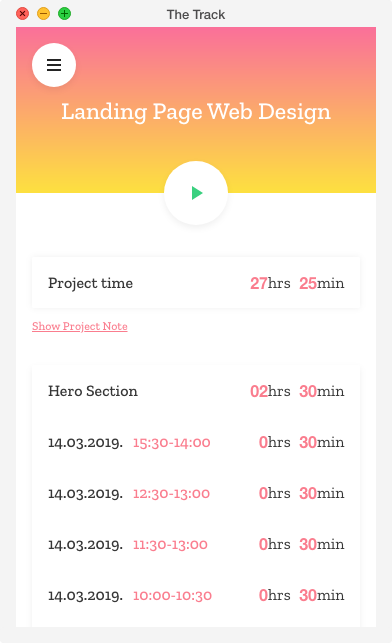 The Track
Landing Page Web Design
Project time 27hrs 25min
Show Project Note
Hero Section 02hrs 30min
14.03.2019. 15:30-14:00 0hrs 30min
14.03.2019. 12:30-13:00 0hrs 30min
14.03.2019. 11:30-13:00 0hrs 30min
14.03.2019. 10:00-10:30 0hrs 30min